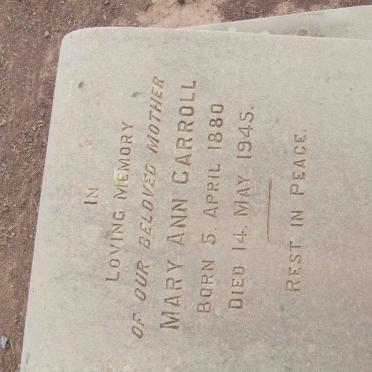 IN
LOVING MEMORY
OF OUR BELOVED MOTHER
MARY ANN CARROLL
BORN 5. APRIL 1880
DIED 14. MAY. 1945.
REST IN PEACE